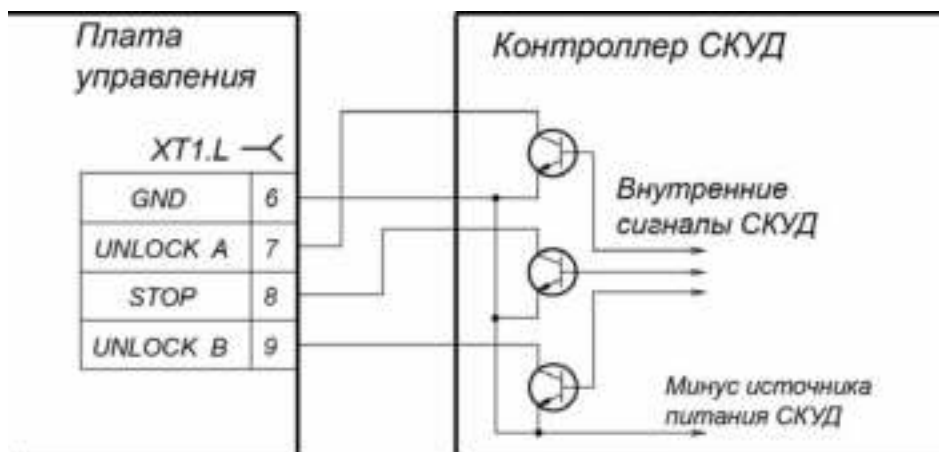 Плата
управления
Контроллер СКУД
XT1.L
GND 6
UNLOCK A 7
STOP 8
UNLOCK B 9
Внутренние
сигналы СКУД
Минус источника
питания СКУД